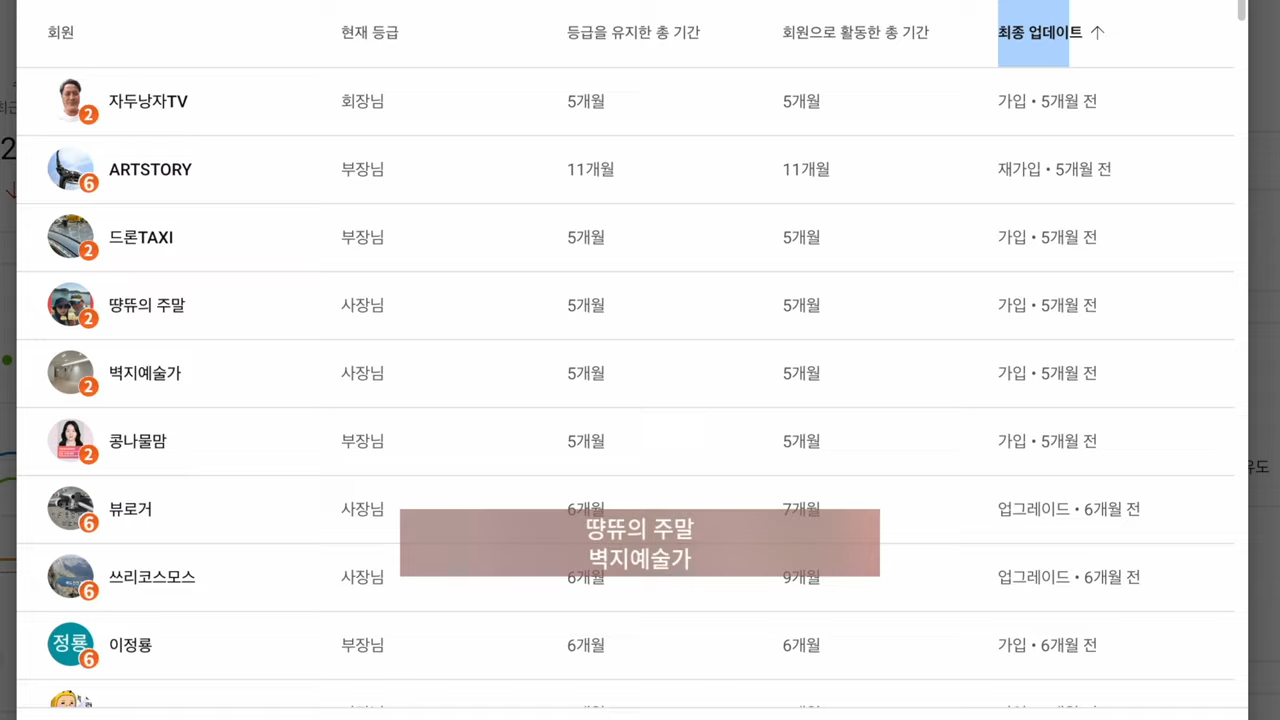 회원 현재 등급 등급을 유지한 총 기간 회원으로 활동한 총 기간 최종 업데이트
자두낭자TV 회장님 5개월 5개월 가입 • 5개월 전
2
ARTSTORY 부장님 11개월 11개월 재가입 • 5개월 전
6
드론TAXI 부장님 5개월 5개월 가입 • 5개월 전
2
땽뜌의 주말 사장님 5개월 5개월 가입 • 5개월 전
2
벽지예술가 사장님 5개월 5개월 가입 • 5개월 전
2
콩나물맘 부장님 5개월 5개월 가입 • 5개월 전
2
뷰로거 사장님 6개월 7개월 업그레이드 • 6개월 전
6
땽뜌의 주말
벽지예술가
쓰리코스모스 사장님 6개월 9개월 업그레이드 • 6개월 전
6
정룡 이정룡 부장님 6개월 6개월 가입 • 6개월 전
6